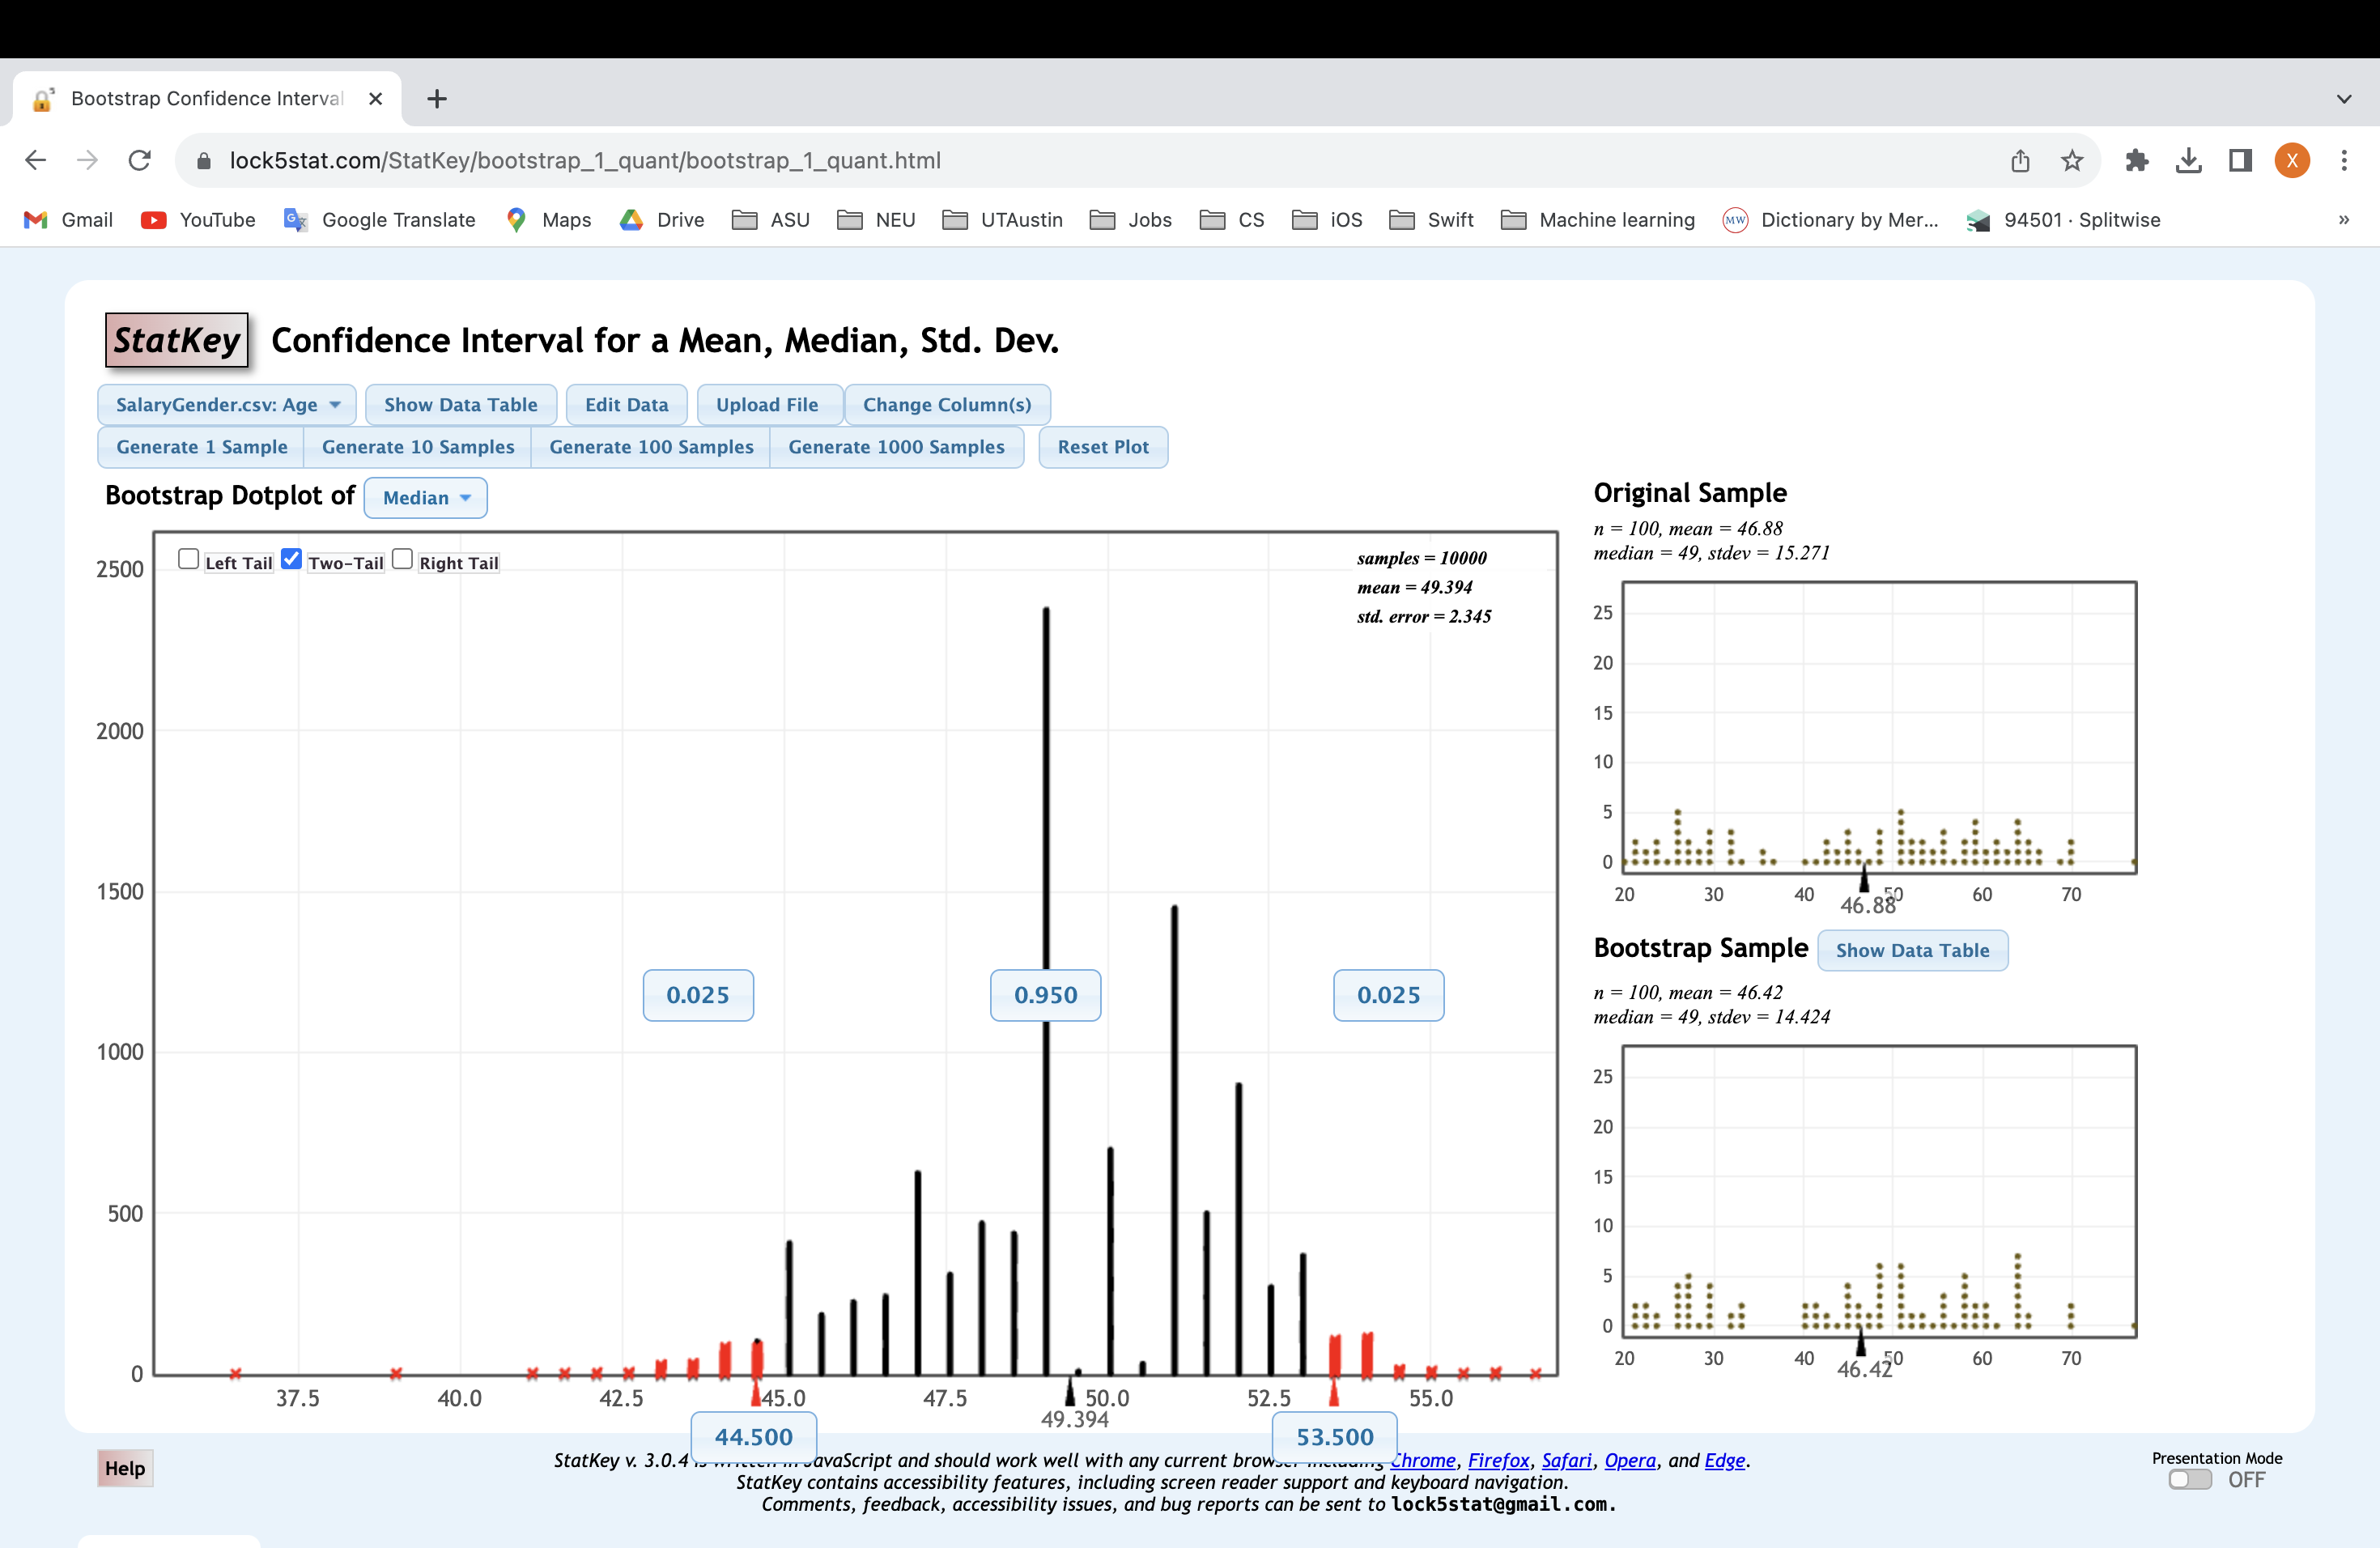 Bootstrap Confidence Interval
lock5stat.com/StatKey/bootstrap_1_quant/bootstrap_1_quant.html
X
Gmail YouTube Google Translate Maps Drive ASU NEU UTAustin Jobs CS iOS Swift Machine learning MW Dictionary by Mer... 94501 · Splitwise »
StatKey Confidence Interval for a Mean, Median, Std. Dev.
SalaryGender.csv: Age Show Data Table Edit Data Upload File Change Column(s)
Generate 1 Sample Generate 10 Samples Generate 100 Samples Generate 1000 Samples Reset Plot
Bootstrap Dotplot of Median
Left Tail Two-Tail Right Tail
samples = 10000
mean = 49.394
std. error = 2.345
2500
2000
1500
1000
500
0
0.025 0.950 0.025
37.5 40.0 42.5 45.0 47.5 50.0 52.5 55.0
49.394
44.500 53.500
Original Sample
n = 100, mean = 46.88
median = 49, stdev = 15.271
25
20
15
10
5
0
20 30 40 50 60 70
46.88
Bootstrap Sample Show Data Table
n = 100, mean = 46.42
median = 49, stdev = 14.424
25
20
15
10
5
0
20 30 40 50 60 70
46.42
Help
StatKey v. 3.0.4 is written in JavaScript and should work well with any current browser including Chrome, Firefox, Safari, Opera, and Edge.
StatKey contains accessibility features, including screen reader support and keyboard navigation.
Comments, feedback, accessibility issues, and bug reports can be sent to lock5stat@gmail.com.
Presentation Mode
OFF